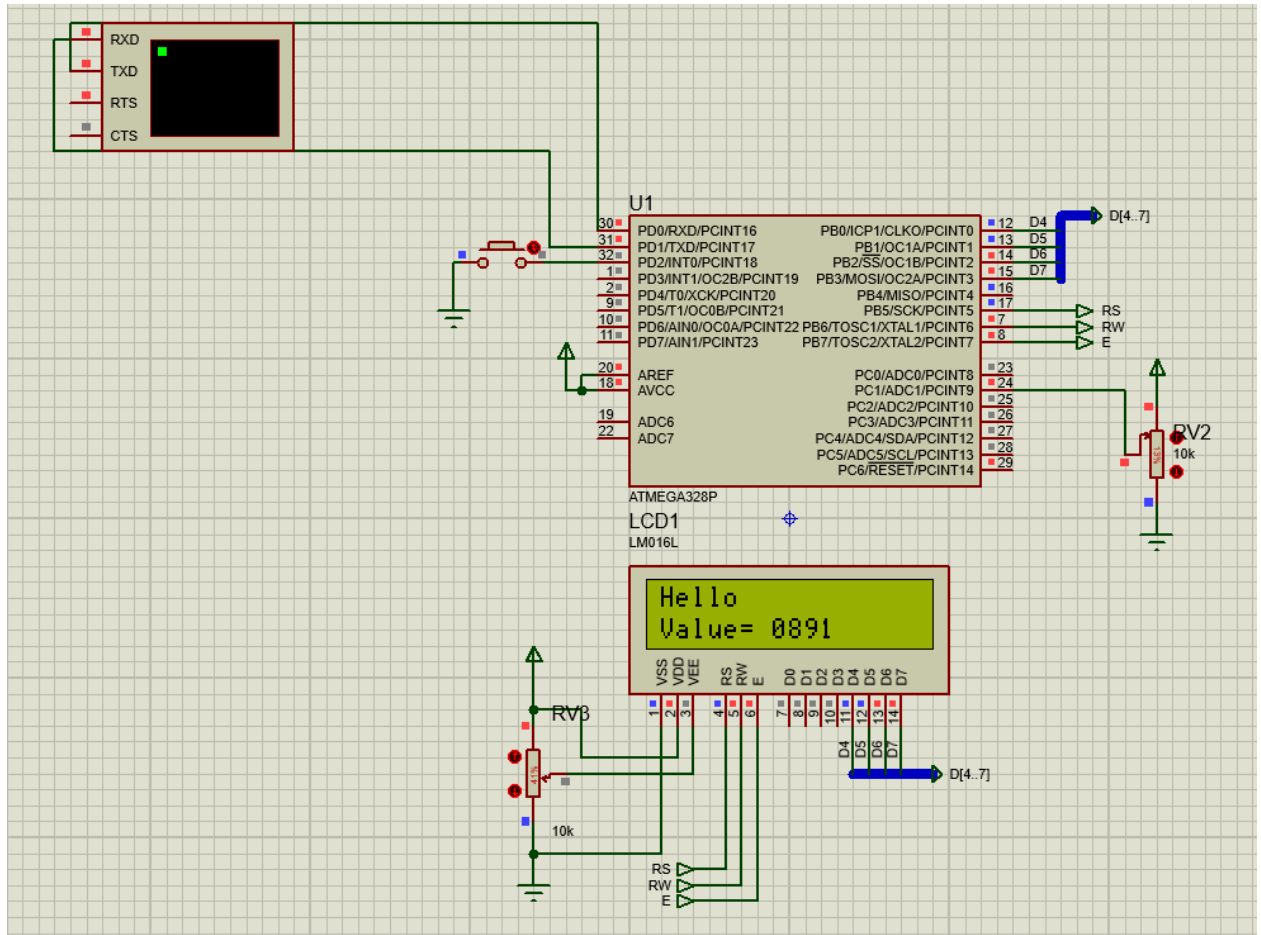 RXD
TXD
RTS
CTS
U1
30 PD0/RXD/PCINT16
31 PD1/TXD/PCINT17
32 PD2/INT0/PCINT18
1 PD3/INT1/OC2B/PCINT19
2 PD4/T0/XCK/PCINT20
9 PD5/T1/OC0B/PCINT21
10 PD6/AIN0/OC0A/PCINT22
11 PD7/AIN1/PCINT23
20 AREF
18 AVCC
19 ADC6
22 ADC7
PB0/ICP1/CLKO/PCINT0 12 D4
PB1/OC1A/PCINT1 13 D5
PB2/SS/OC1B/PCINT2 14 D6
PB3/MOSI/OC2A/PCINT3 15 D7
PB4/MISO/PCINT4 16
PB5/SCK/PCINT5 17 RS
PB6/TOSC1/XTAL1/PCINT6 7 RW
PB7/TOSC2/XTAL2/PCINT7 8 E
D[4..7]
PC0/ADC0/PCINT8 23
PC1/ADC1/PCINT9 24
PC2/ADC2/PCINT10 25
PC3/ADC3/PCINT11 26
PC4/ADC4/SDA/PCINT12 27
PC5/ADC5/SCL/PCINT13 28
PC6/RESET/PCINT14 29
RV2
10k
13%
ATMEGA328P
LCD1
LM016L
Hello
Value= 0891
VSS VDD VEE RS RW E D0 D1 D2 D3 D4 D5 D6 D7
1 2 3 4 5 6 7 8 9 10 11 12 13 14
D4 D5 D6 D7
D[4..7]
RV3
41%
10k
RS
RW
E